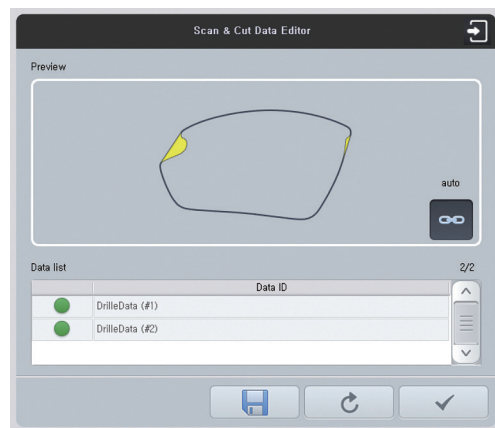 Scan & Cut Data Editor
Preview
auto
Data list
2/2
Data ID
DrilleData (#1)
DrilleData (#2)